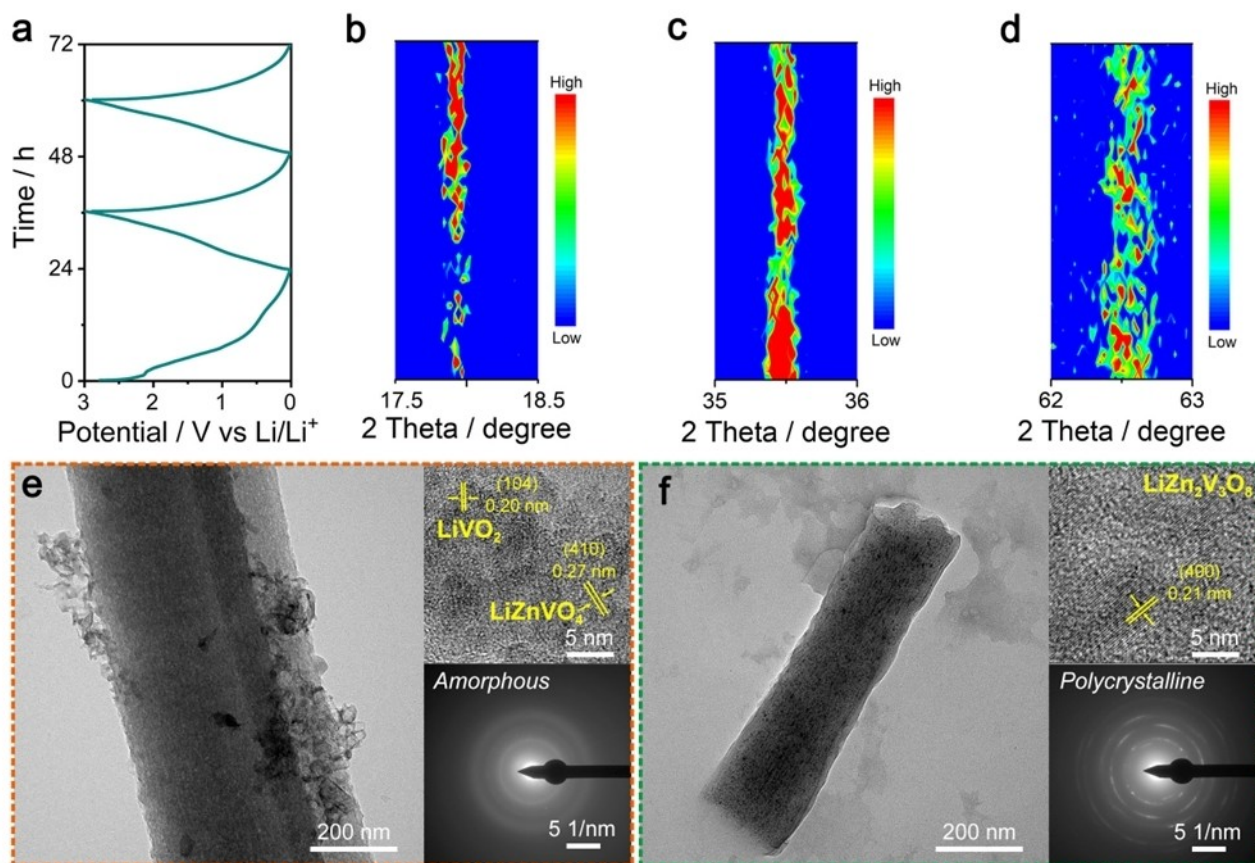 a
b
c
d
72
48
24
0
Time / h
3
2
1
0
Potential / V vs Li/Li⁺
High
Low
17.5
18.5
2 Theta / degree
High
Low
35
36
2 Theta / degree
High
Low
62
63
2 Theta / degree
e
200 nm
(104)
0.20 nm
LiVO₂
(410)
0.27 nm
LiZnVO₄
5 nm
Amorphous
5 1/nm
f
200 nm
LiZn₂V₃O₈
(400)
0.21 nm
5 nm
Polycrystalline
5 1/nm